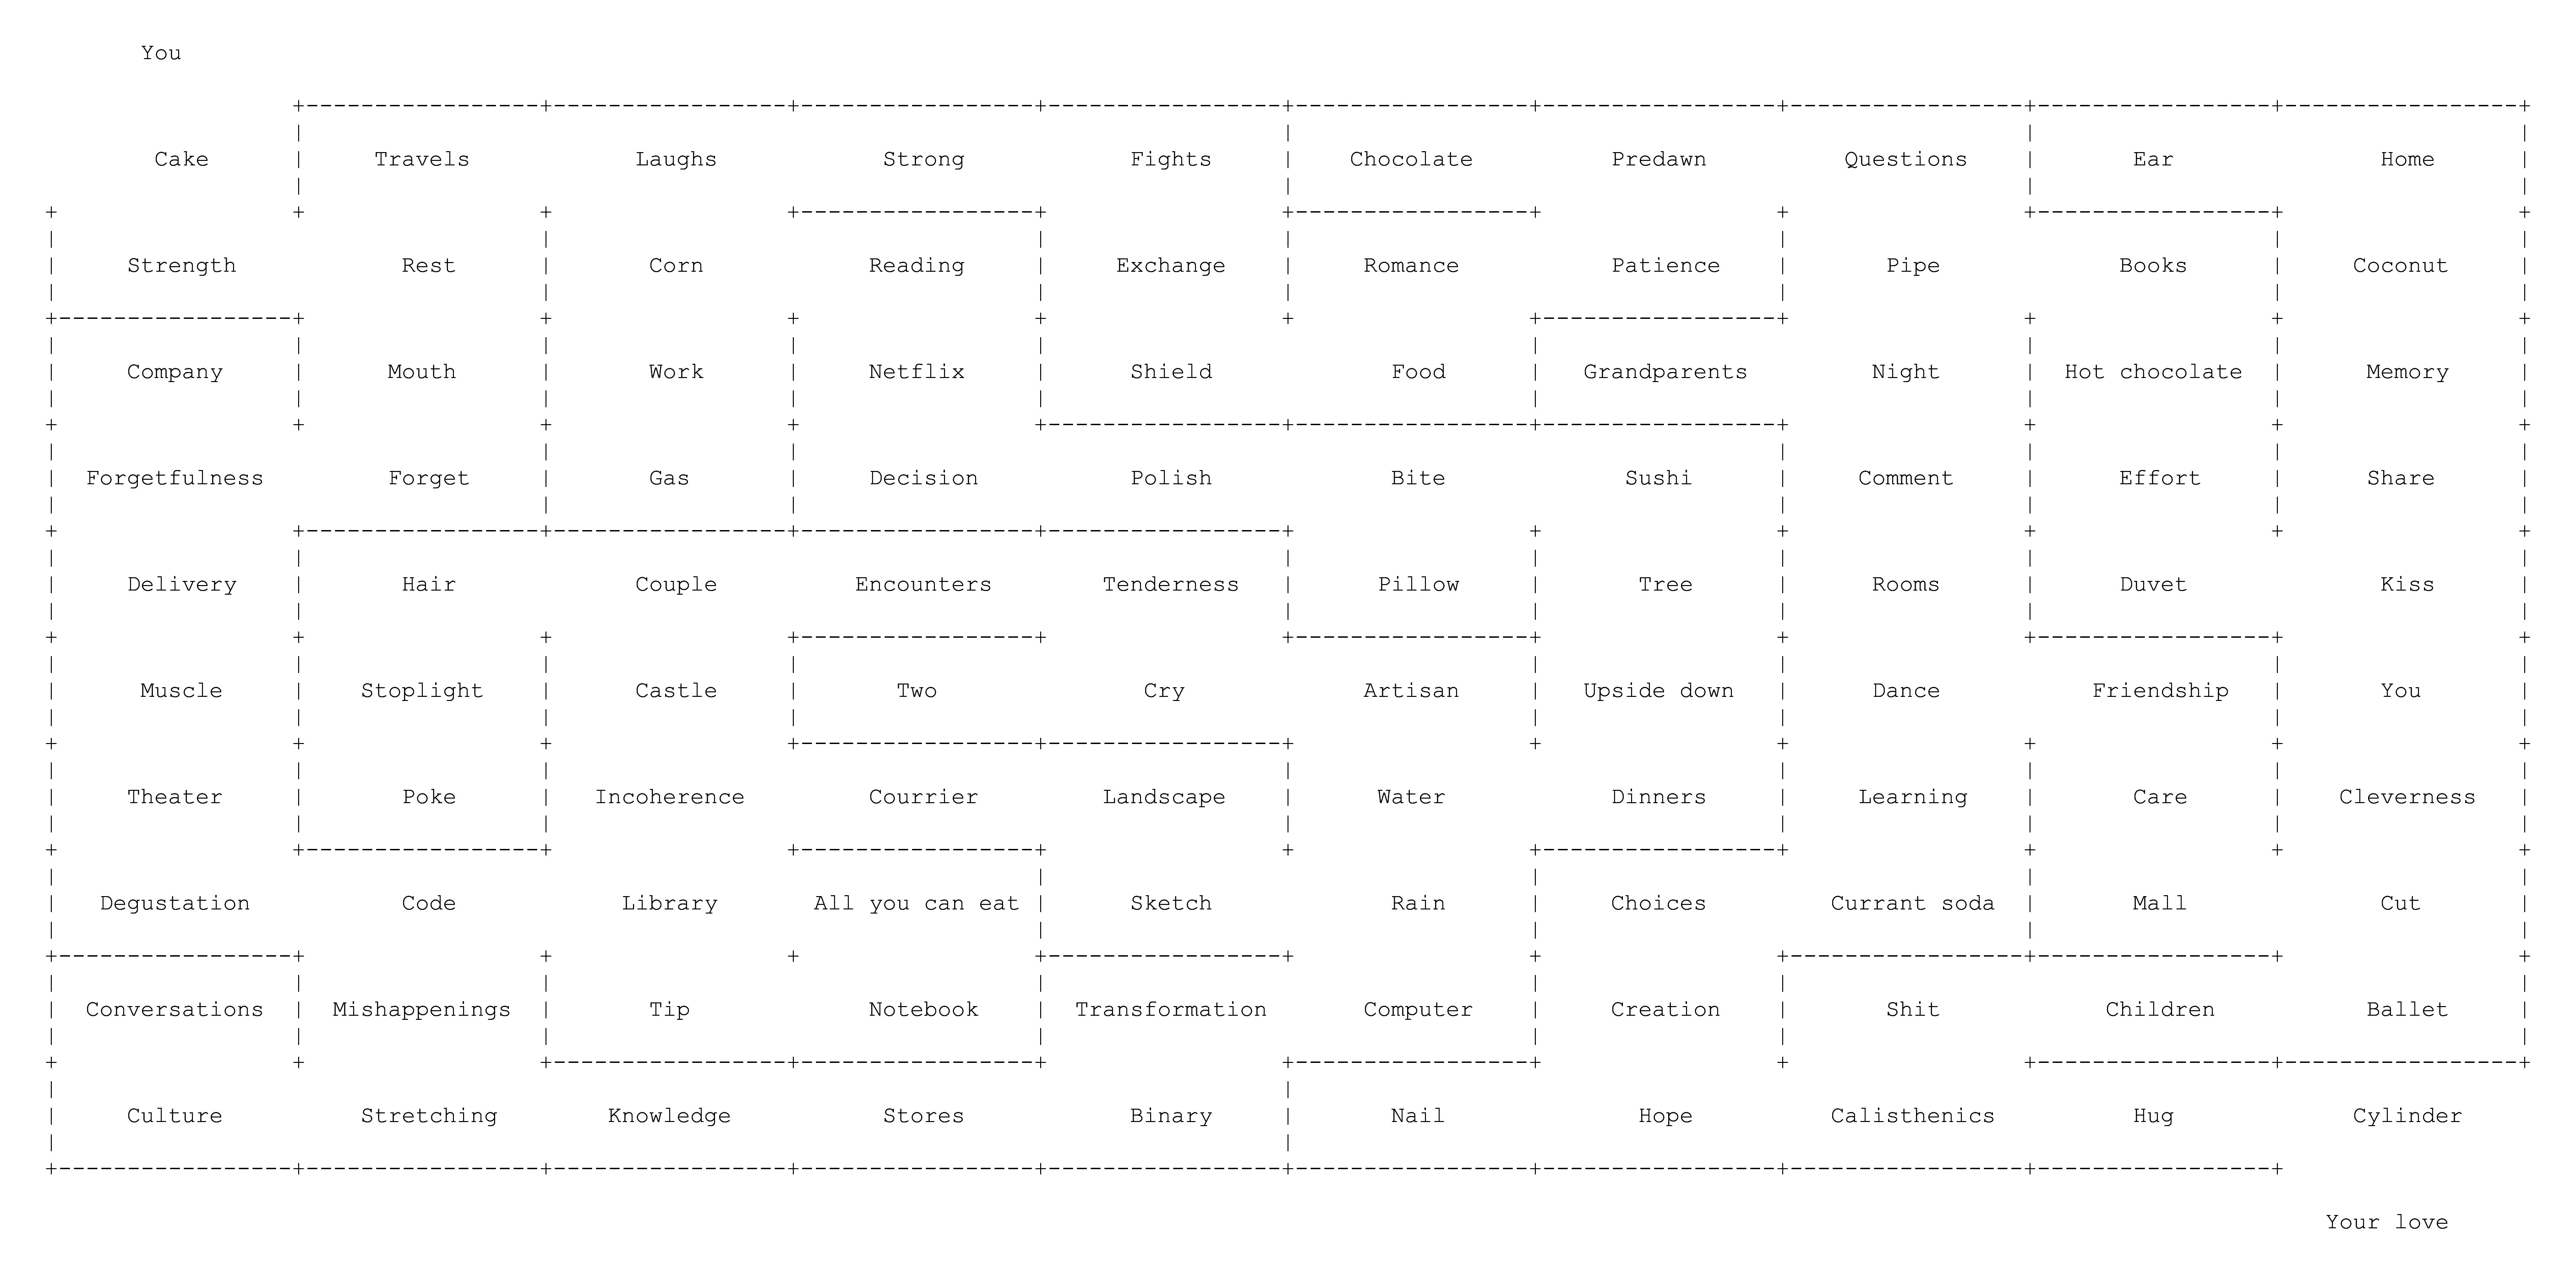 You
Cake Travels Laughs Strong Fights Chocolate Predawn Questions Ear Home
Strength Rest Corn Reading Exchange Romance Patience Pipe Books Coconut
Company Mouth Work Netflix Shield Food Grandparents Night Hot chocolate Memory
Forgetfulness Forget Gas Decision Polish Bite Sushi Comment Effort Share
Delivery Hair Couple Encounters Tenderness Pillow Tree Rooms Duvet Kiss
Muscle Stoplight Castle Two Cry Artisan Upside down Dance Friendship You
Theater Poke Incoherence Courrier Landscape Water Dinners Learning Care Cleverness
Degustation Code Library All you can eat Sketch Rain Choices Currant soda Mall Cut
Conversations Mishappenings Tip Notebook Transformation Computer Creation Shit Children Ballet
Culture Stretching Knowledge Stores Binary Nail Hope Calisthenics Hug Cylinder
Your love